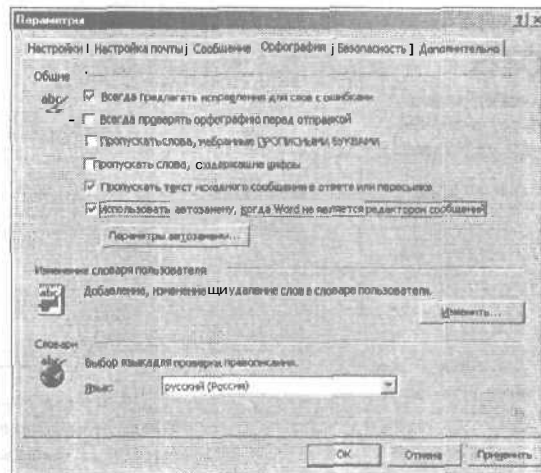 Параметры
Настройки | Настройка почты j Сообщение Орфография j Безопасность ] Дополнительно |
Общие
Всегда предлагать исправления для слов с ошибками
Всегда проверять орфографию перед отправкой
Пропускать слова, набранные ПРОПИСНЫМИ БУКВАМИ
Пропускать слова, содержащие цифры
Пропускать текст исходного сообщения в ответе или пересылке
Использовать автозамену, когда Word не является редактором сообщений
Параметры автозамены...
Изменение словаря пользователя
Добавление, изменение щи удаление слов в словаре пользователя.
Изменить...
Словари
Выбор языка для проверки правописания.
Язык: русский (Россия)
OK Отмена Применить